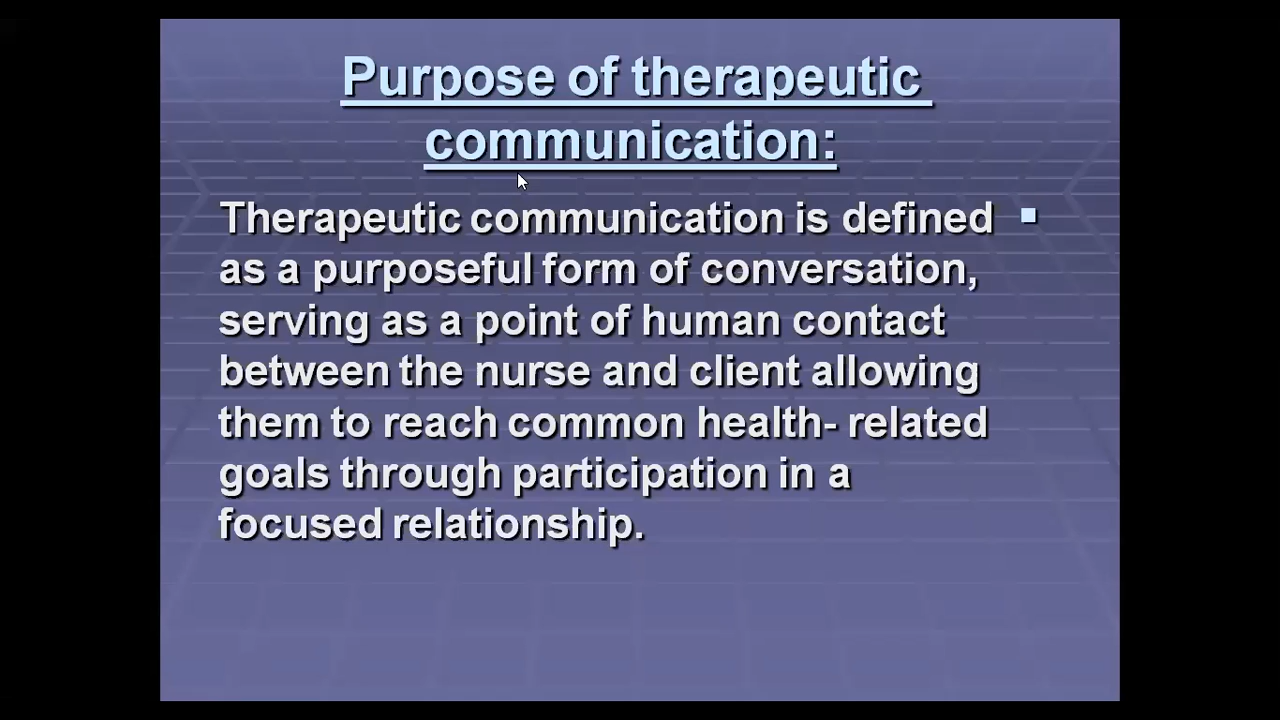 Purpose of therapeutic
communication:
Therapeutic communication is defined
as a purposeful form of conversation,
serving as a point of human contact
between the nurse and client allowing
them to reach common health- related
goals through participation in a
focused relationship.